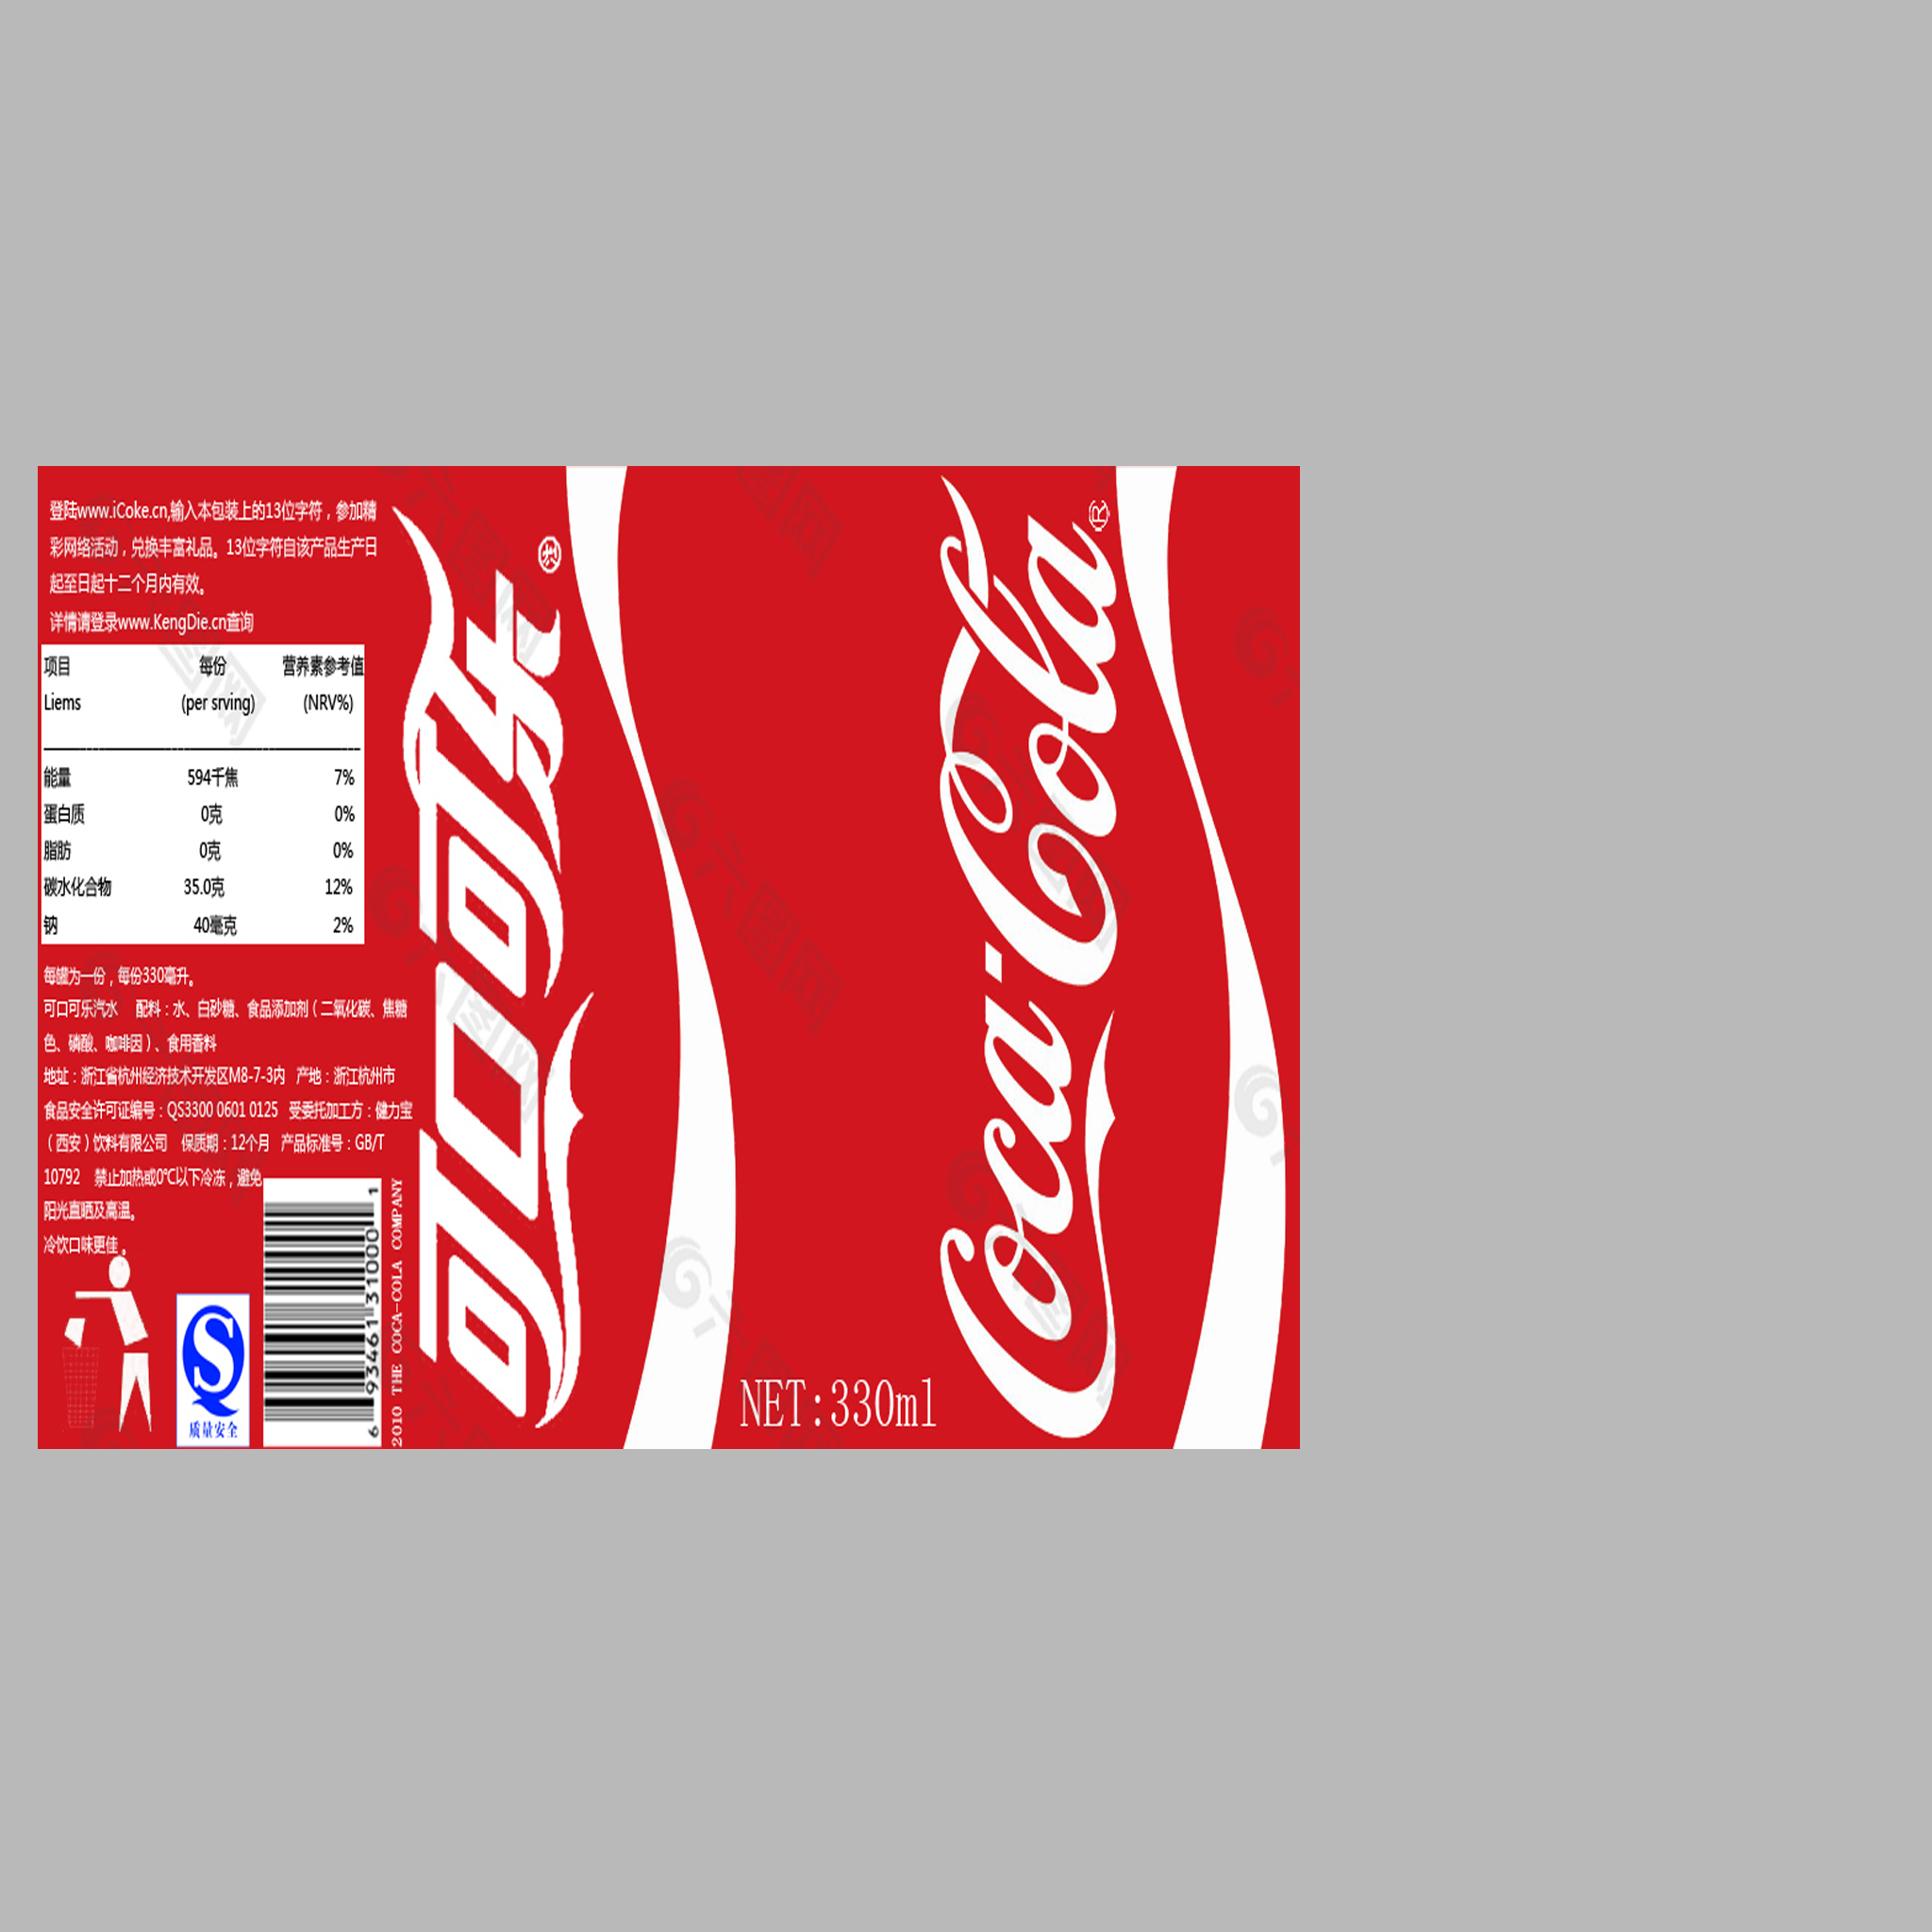 登陆www.iCoke.cn,输入本包装上的13位字符，参加精
彩网络活动，兑换丰富礼品。13位字符自该产品生产日
起至日起十二个月内有效。
详情请登录www.KengDie.cn查询
项目 每份 营养素参考值
Liems (per srving) (NRV%)
能量 594千焦 7%
蛋白质 0克 0%
脂肪 0克 0%
碳水化合物 35.0克 12%
钠 40毫克 2%
每罐为一份，每份330毫升。
可口可乐汽水 配料：水、白砂糖、食品添加剂（二氧化碳、焦糖
色、磷酸、咖啡因）、食用香料
地址：浙江省杭州经济技术开发区M8-7-3内 产地：浙江杭州市
食品安全许可证编号：QS3300 0601 0125 受委托加工方：健力宝
（西安）饮料有限公司 保质期：12个月 产品标准号：GB/T
10792 禁止加热或0℃以下冷冻，避免
阳光直晒及高温。
冷饮口味更佳。
质量安全
6 934613 1000 1
2010 THE COCA-COLA COMPANY
可口可乐
NET:330ml
Coca-Cola®
六图网